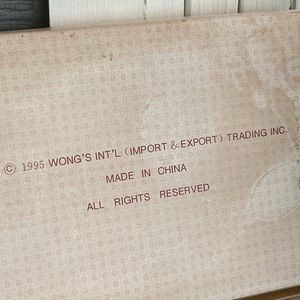 © 1995 WONG'S INT'L (IMPORT & EXPORT) TRADING INC.
MADE IN CHINA
ALL RIGHTS RESERVED